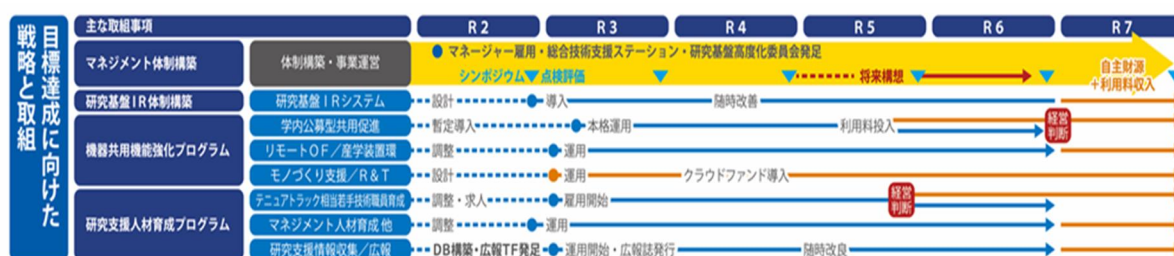 目標達成に向けた
戦略と取組
主な取組事項
R2
R3
R4
R5
R6
R7
マネジメント体制構築
体制構築・事業運営
マネージャー雇用・総合技術支援ステーション・研究基盤高度化委員会発足
シンポジウム 点検評価
将来構想
自主財源
+利用料収入
研究基盤IR体制構築
研究基盤IRシステム
設計
導入
随時改善
機器共用機能強化プログラム
学内公募型共用促進
暫定導入
本格運用
利用料投入
経営
判断
リモートOF/産学装置環
調整
運用
モノづくり支援/R&T
設計
運用
クラウドファンド導入
研究支援人材育成プログラム
テニュアトラック相当若手技術職員育成
調整・求人
雇用開始
経営
判断
マネジメント人材育成 他
調整
運用
研究支援情報収集/広報
DB構築・広報TF発足
運用開始・広報誌発行
随時改良